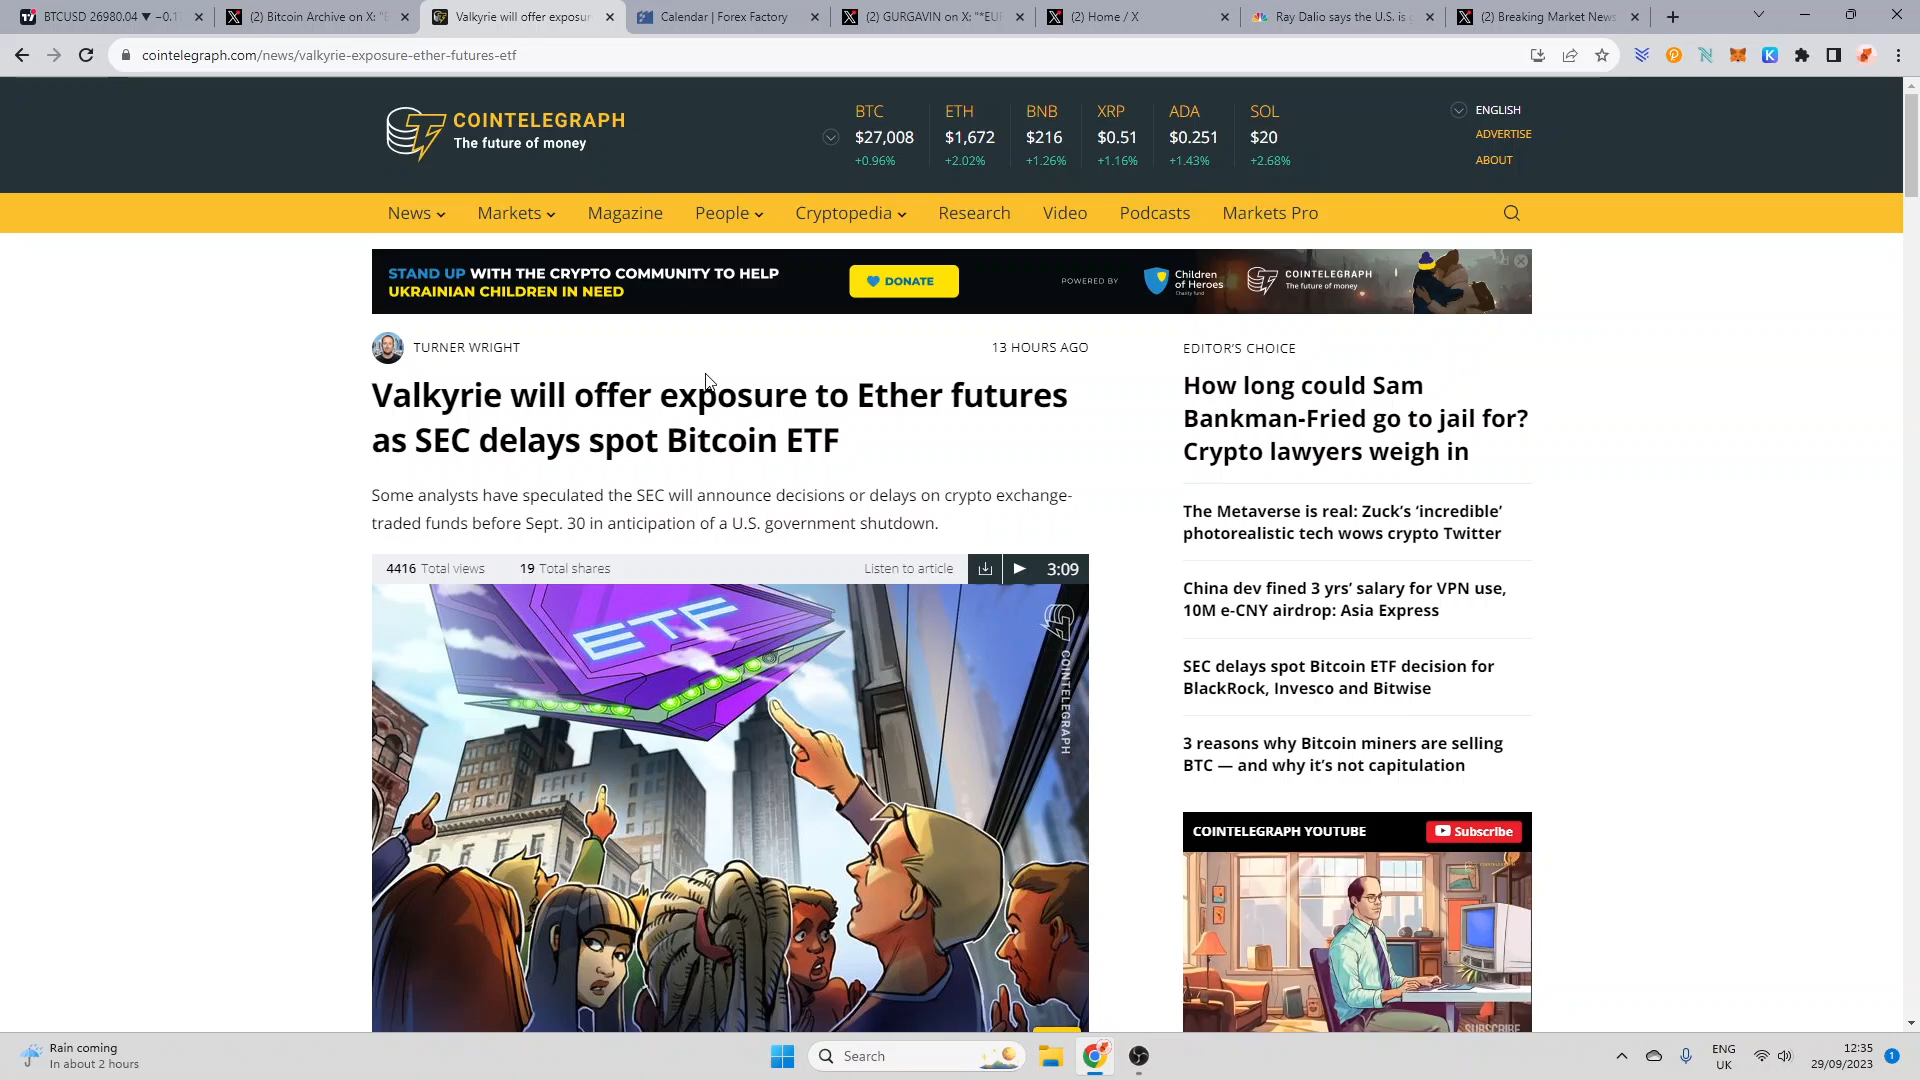 BTCUSD 26980.04 ▼ −0.1
(2) Bitcoin Archive on X: "
Valkyrie will offer exposur
Calendar | Forex Factory
(2) GURGAVIN on X: "*EU
(2) Home / X
Ray Dalio says the U.S. is
(2) Breaking Market News
cointelegraph.com/news/valkyrie-exposure-ether-futures-etf
COINTELEGRAPH
The future of money
BTC
$27,008
+0.96%
ETH
$1,672
+2.02%
BNB
$216
+1.26%
XRP
$0.51
+1.16%
ADA
$0.251
+1.43%
SOL
$20
+2.68%
ENGLISH
ADVERTISE
ABOUT
News
Markets
Magazine
People
Cryptopedia
Research
Video
Podcasts
Markets Pro
STAND UP WITH THE CRYPTO COMMUNITY TO HELP
UKRAINIAN CHILDREN IN NEED
DONATE
POWERED BY
Children
of Heroes
Charity fund
COINTELEGRAPH
The future of money
TURNER WRIGHT
13 HOURS AGO
Valkyrie will offer exposure to Ether futures
as SEC delays spot Bitcoin ETF
Some analysts have speculated the SEC will announce decisions or delays on crypto exchange-
traded funds before Sept. 30 in anticipation of a U.S. government shutdown.
4416 Total views
19 Total shares
Listen to article
3:09
ETF
COINTELEGRAPH
EDITOR'S CHOICE
How long could Sam
Bankman-Fried go to jail for?
Crypto lawyers weigh in
The Metaverse is real: Zuck's ‘incredible’
photorealistic tech wows crypto Twitter
China dev fined 3 yrs’ salary for VPN use,
10M e-CNY airdrop: Asia Express
SEC delays spot Bitcoin ETF decision for
BlackRock, Invesco and Bitwise
3 reasons why Bitcoin miners are selling
BTC — and why it’s not capitulation
COINTELEGRAPH YOUTUBE
Subscribe
SUBSCRIBE
Rain coming
In about 2 hours
Search
ENG
UK
12:35
29/09/2023
1